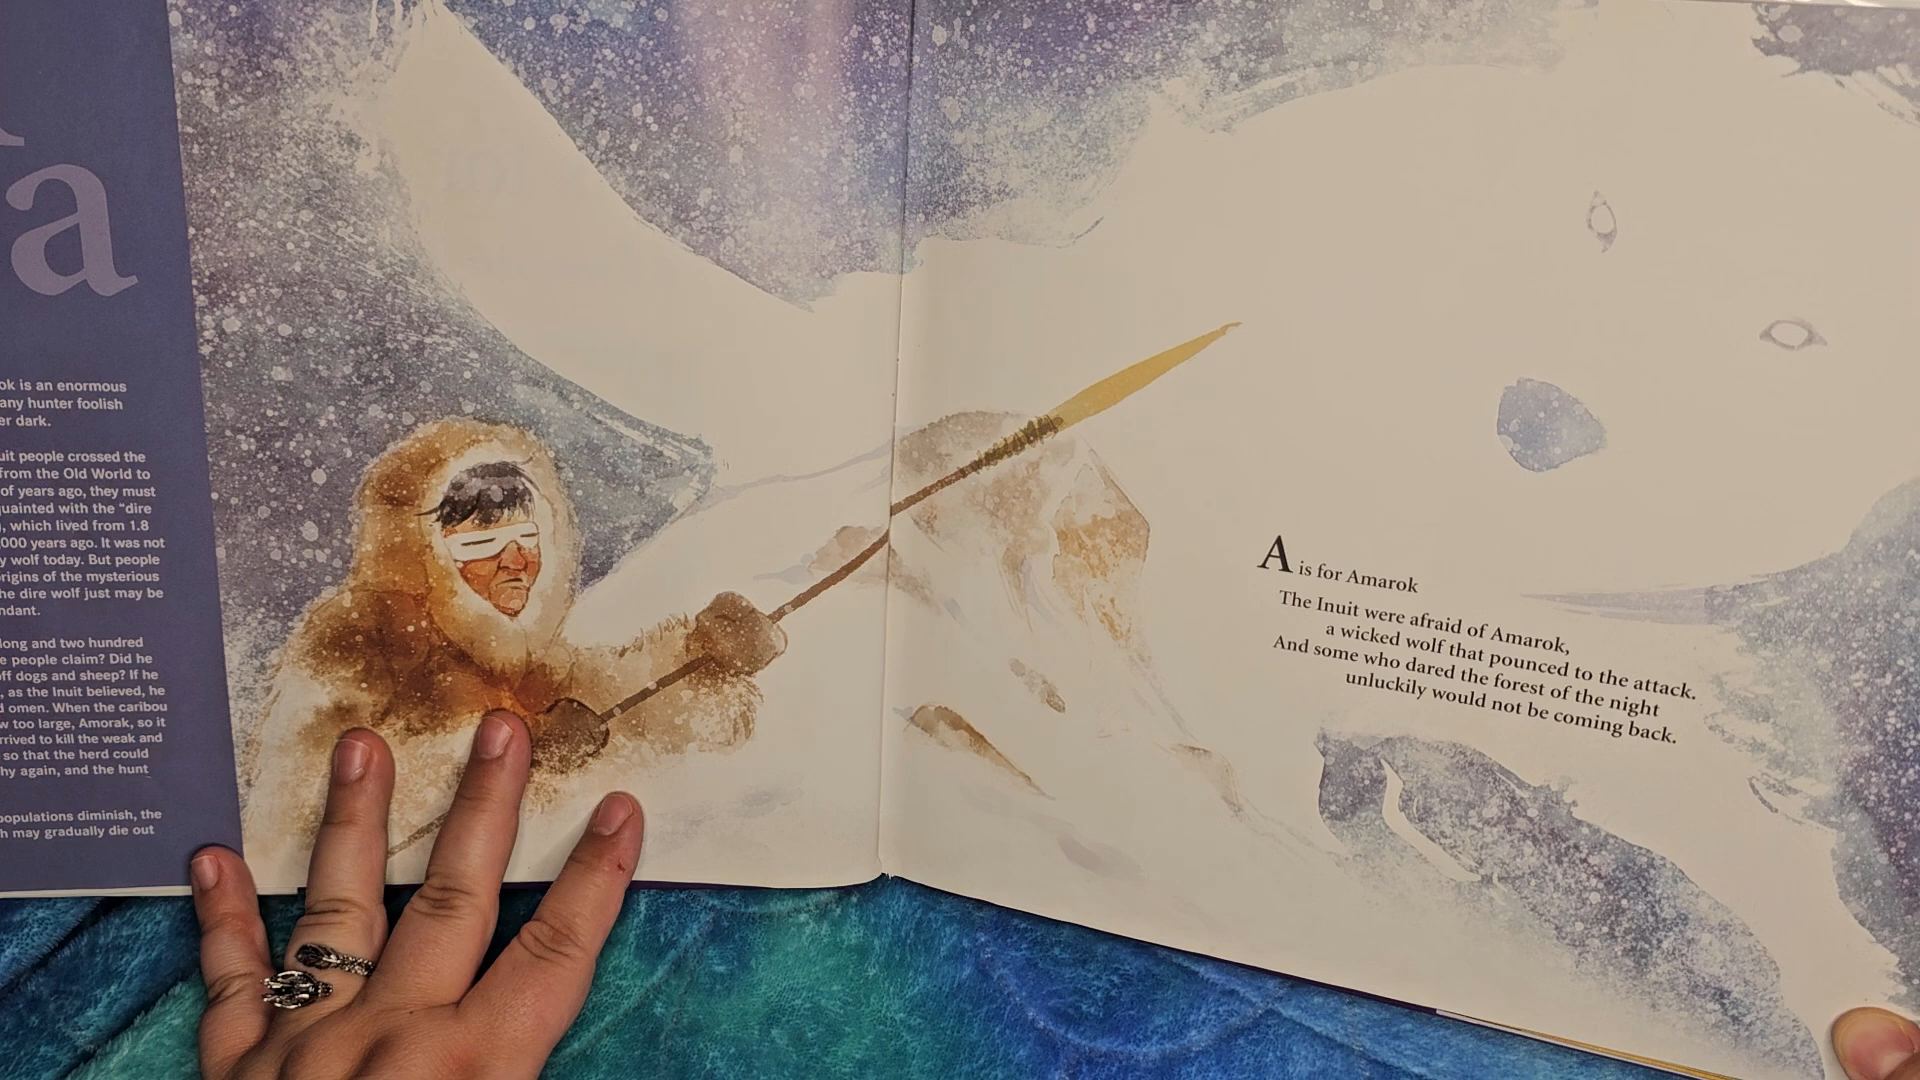 a
ok is an enormous
any hunter foolish
er dark.
uit people crossed the
from the Old World to
of years ago, they must
quainted with the "dire
, which lived from 1.8
000 years ago. It was not
y wolf today. But people
rigins of the mysterious
he dire wolf just may be
ndant.
long and two hundred
e people claim? Did he
ff dogs and sheep? If he
, as the Inuit believed, he
d omen. When the caribou
w too large, Amorak, so it
rrived to kill the weak and
so that the herd could
hy again, and the hunt
populations diminish, the
h may gradually die out
A is for Amarok
The Inuit were afraid of Amarok,
a wicked wolf that pounced to the attack.
And some who dared the forest of the night
unluckily would not be coming back.